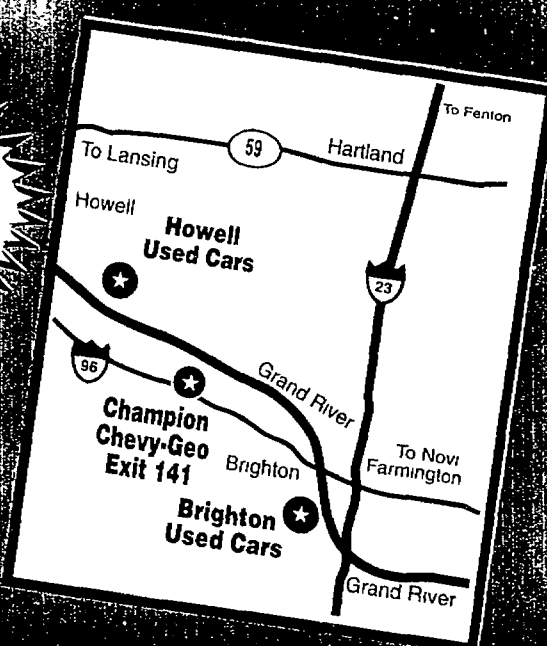 To Fenton
59
Hartland
To Lansing
Howell
Howell
Used Cars
23
96
Grand River
Champion
Chevy-Geo
Exit 141
Brighton
To Novi
Farmington
Brighton
Used Cars
Grand River